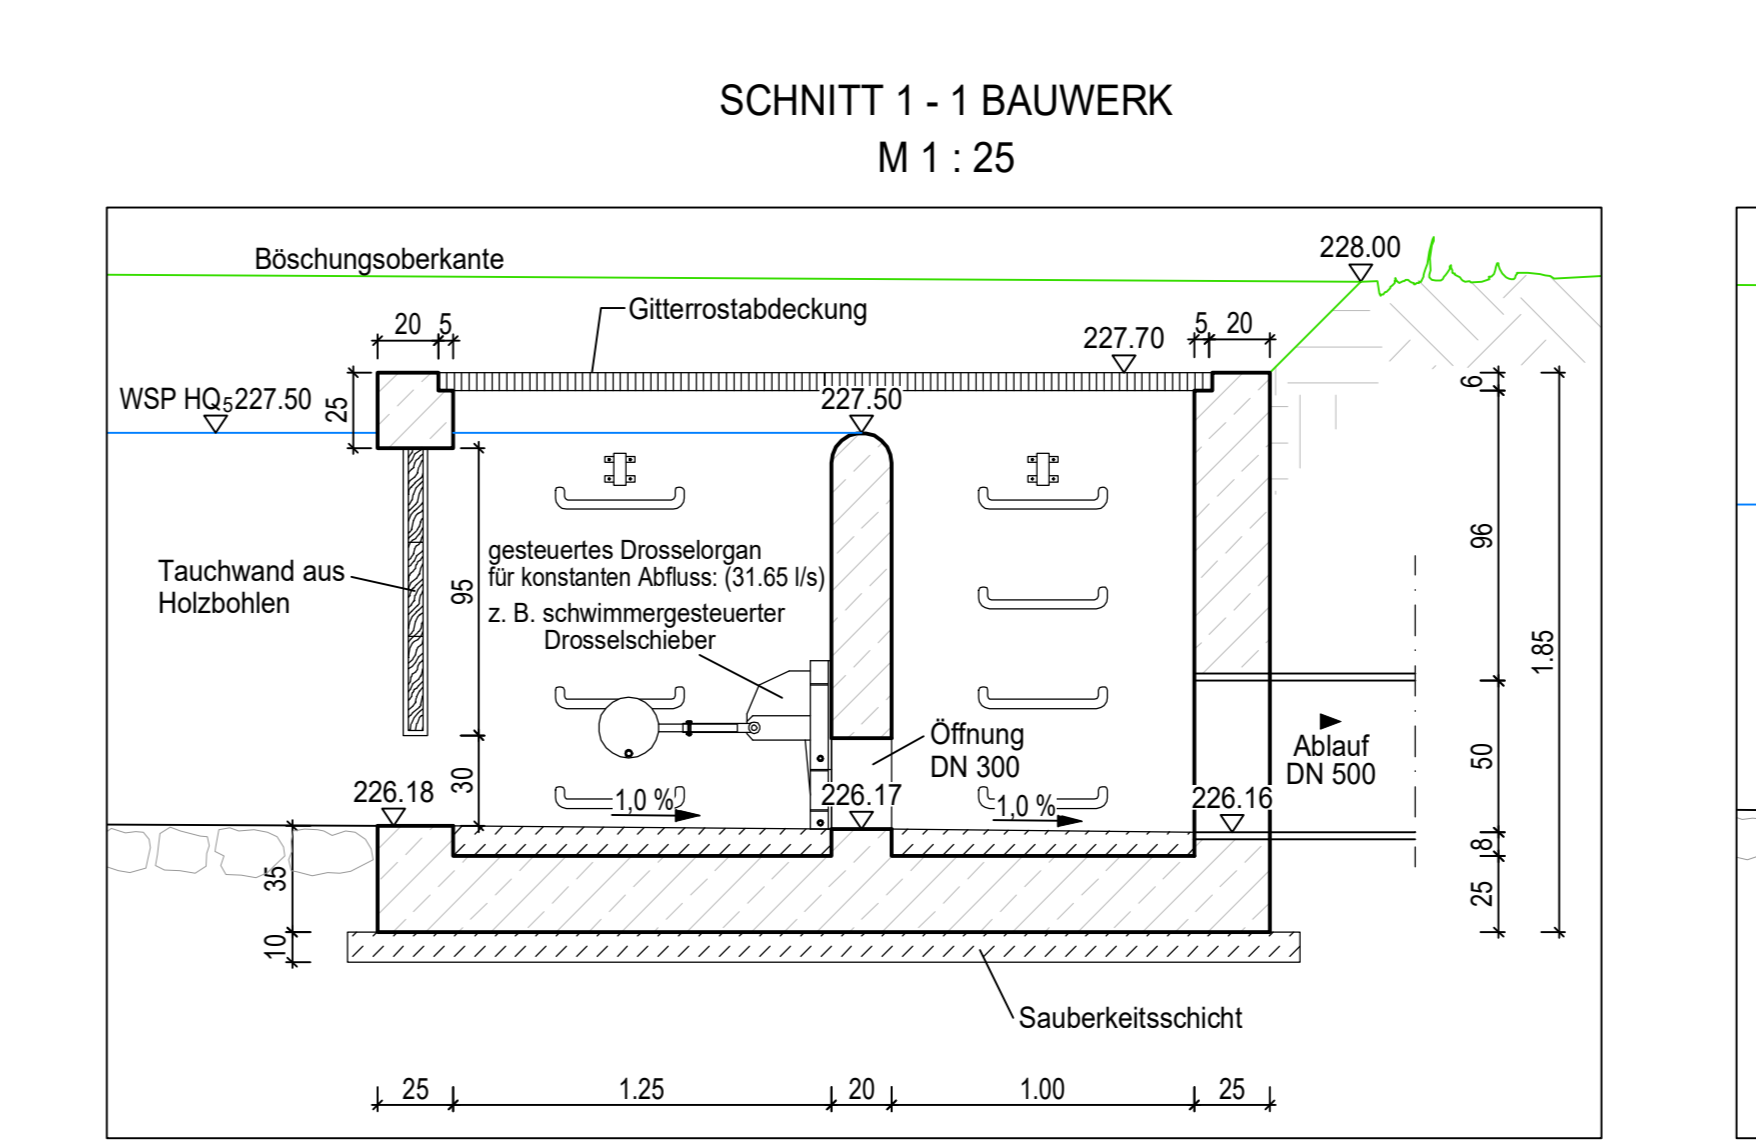 SCHNITT 1 - 1 BAUWERK
M 1 : 25
Böschungsoberkante
228.00
Gitterrostabdeckung
20 5
227.70
5 20
WSP HQ5 227.50
25
227.50
6
gesteuertes Drosselorgan
für konstanten Abfluss: (31.65 l/s)
z. B. schwimmergesteuerter
Drosselschieber
Tauchwand aus
Holzbohlen
95
96
1.85
Öffnung
DN 300
Ablauf
DN 500
50
30
226.18
1,0 %
226.17
1,0 %
226.16
8
35
25
10
Sauberkeitsschicht
25 1.25 20 1.00 25